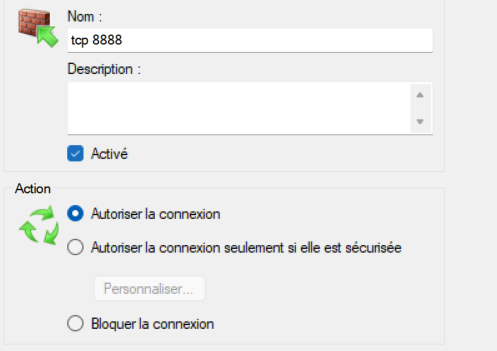 Nom :
tcp 8888
Description :
Activé
Action
Autoriser la connexion
Autoriser la connexion seulement si elle est sécurisée
Personnaliser...
Bloquer la connexion